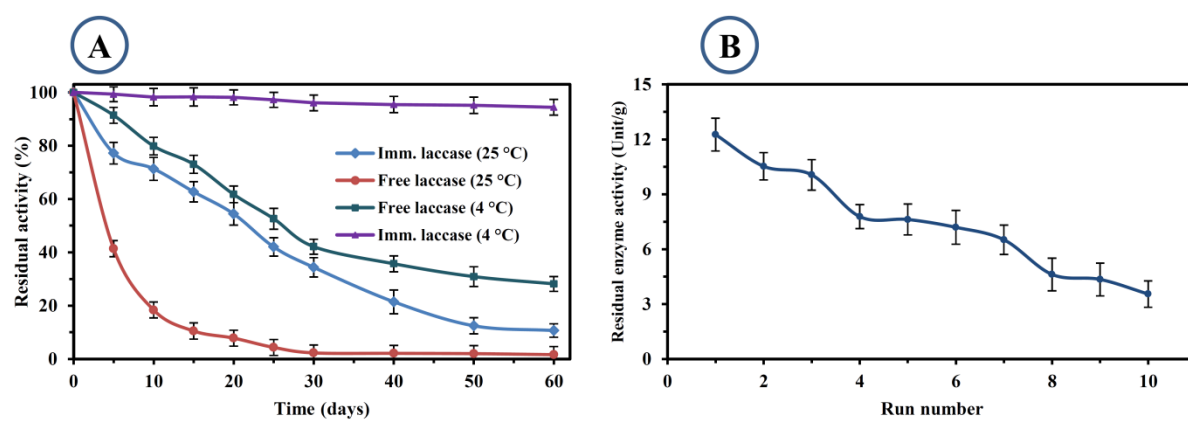 A
Residual activity (%)
100
80
60
40
20
0
Imm. laccase (25 °C)
Free laccase (25 °C)
Free laccase (4 °C)
Imm. laccase (4 °C)
0 10 20 30 40 50 60
Time (days)
B
Residual enzyme activity (Unit/g)
15
12
9
6
3
0
0 2 4 6 8 10
Run number